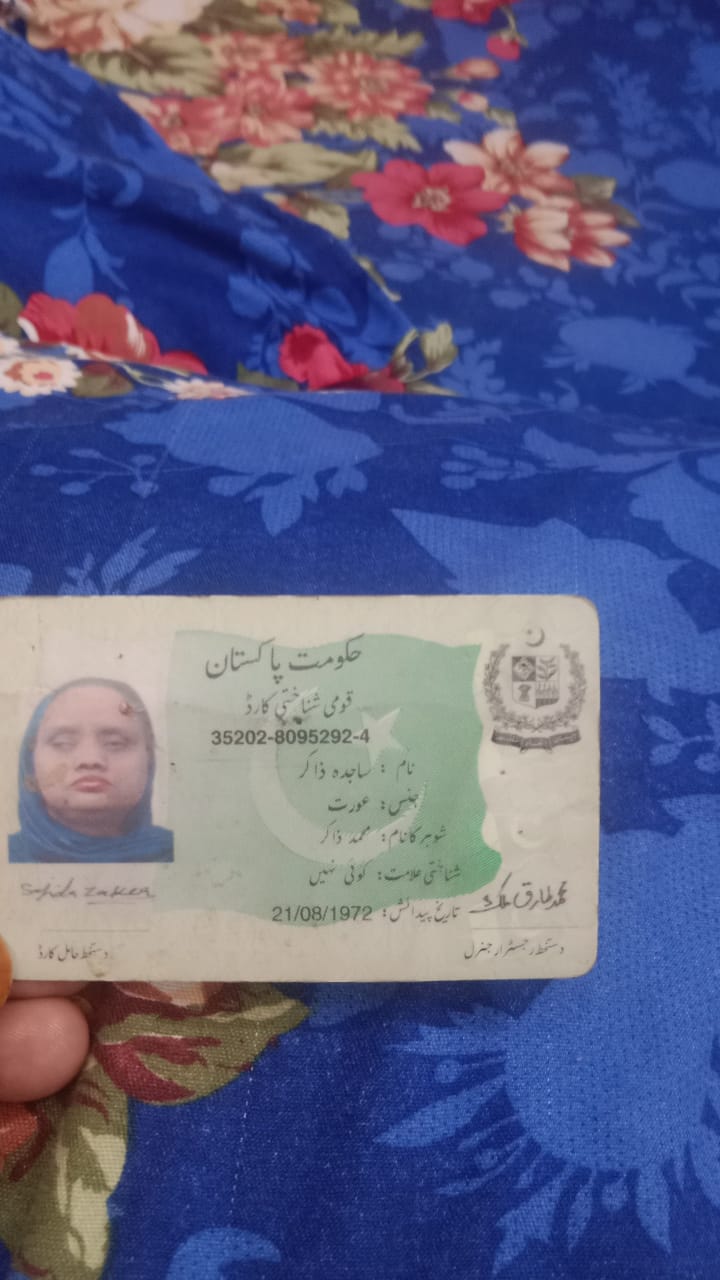 حکومت پاکستان
قومی شناختی کارڈ
35202-8095292-4
نام: ساجدہ ذاکر
جنس: عورت
شوہر کا نام: محمد ذاکر
شناختی علامت: کوئی نہیں
تاریخ پیدائش: 21/08/1972
Sajida Zaker
محمد طارق ملک
دستخط حامل کارڈ
دستخط رجسٹرار جنرل